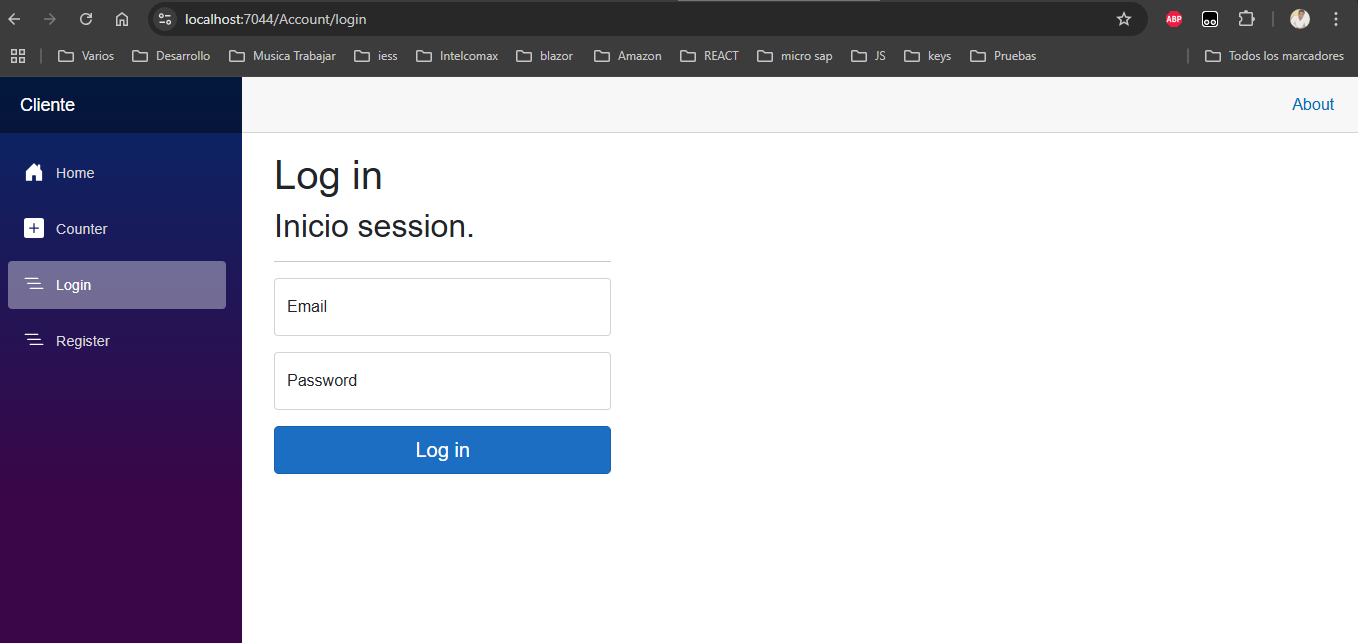 localhost:7044/Account/login
ABP
Varios Desarrollo Musica Trabajar iess Intelcomax blazor Amazon REACT micro sap JS keys Pruebas Todos los marcadores
Cliente
About
Home
Counter
Login
Register
Log in
Inicio session.
Email
Password
Log in